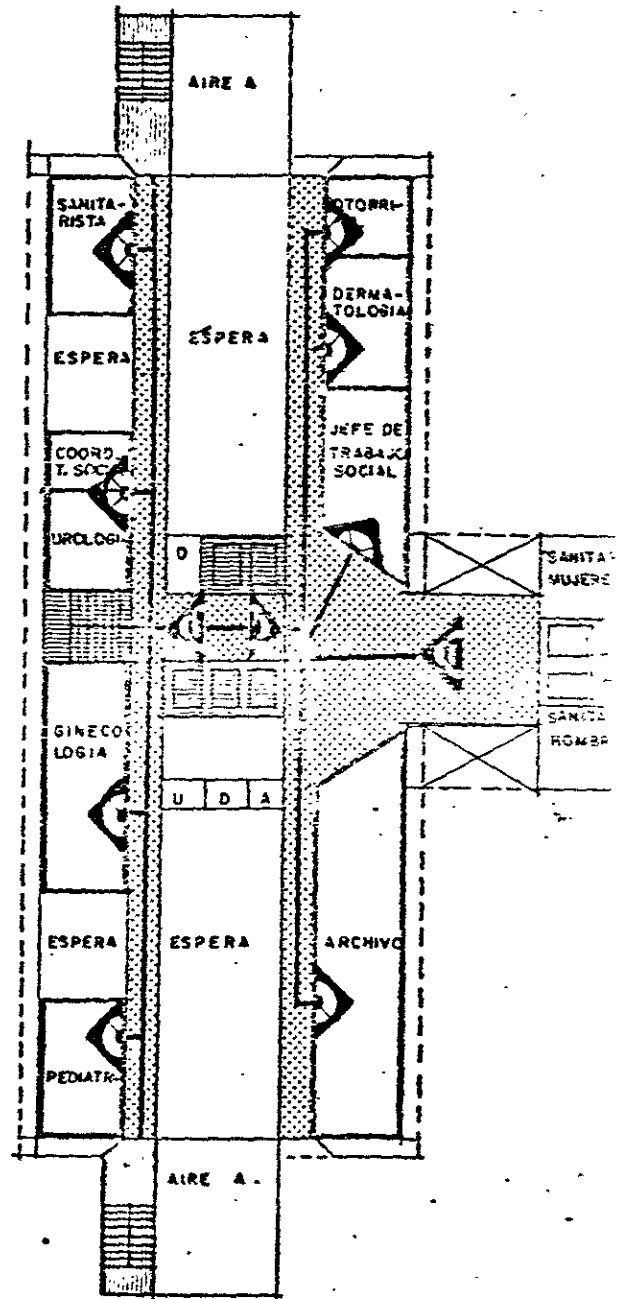 AIRE A
SANITA-
RISTA
OTORRI-
DERMA-
TOLOGIA
ESPERA
ESPERA
JEFE DE
TRABAJO
SOCIAL
COORD-
T. SOC
UROLOGI
D
SANITA-
MUJERE
GINECO
LOGIA
SANITA
HOMBR
U D A
ESPERA
ESPERA
ARCHIVO
PEDIATR-
AIRE A.